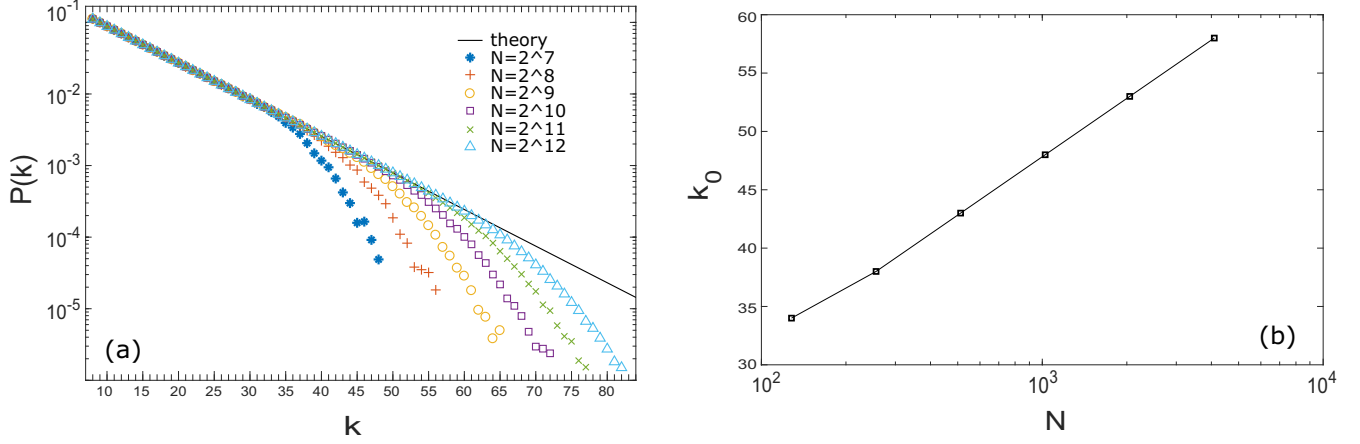 10^-1
10^-2
10^-3
10^-4
10^-5
P(k)
theory
N=2^7
N=2^8
N=2^9
N=2^10
N=2^11
N=2^12
(a)
10 15 20 25 30 35 40 45 50 55 60 65 70 75 80
k
60
55
50
45
40
35
30
k_0
(b)
10^2 10^3 10^4
N